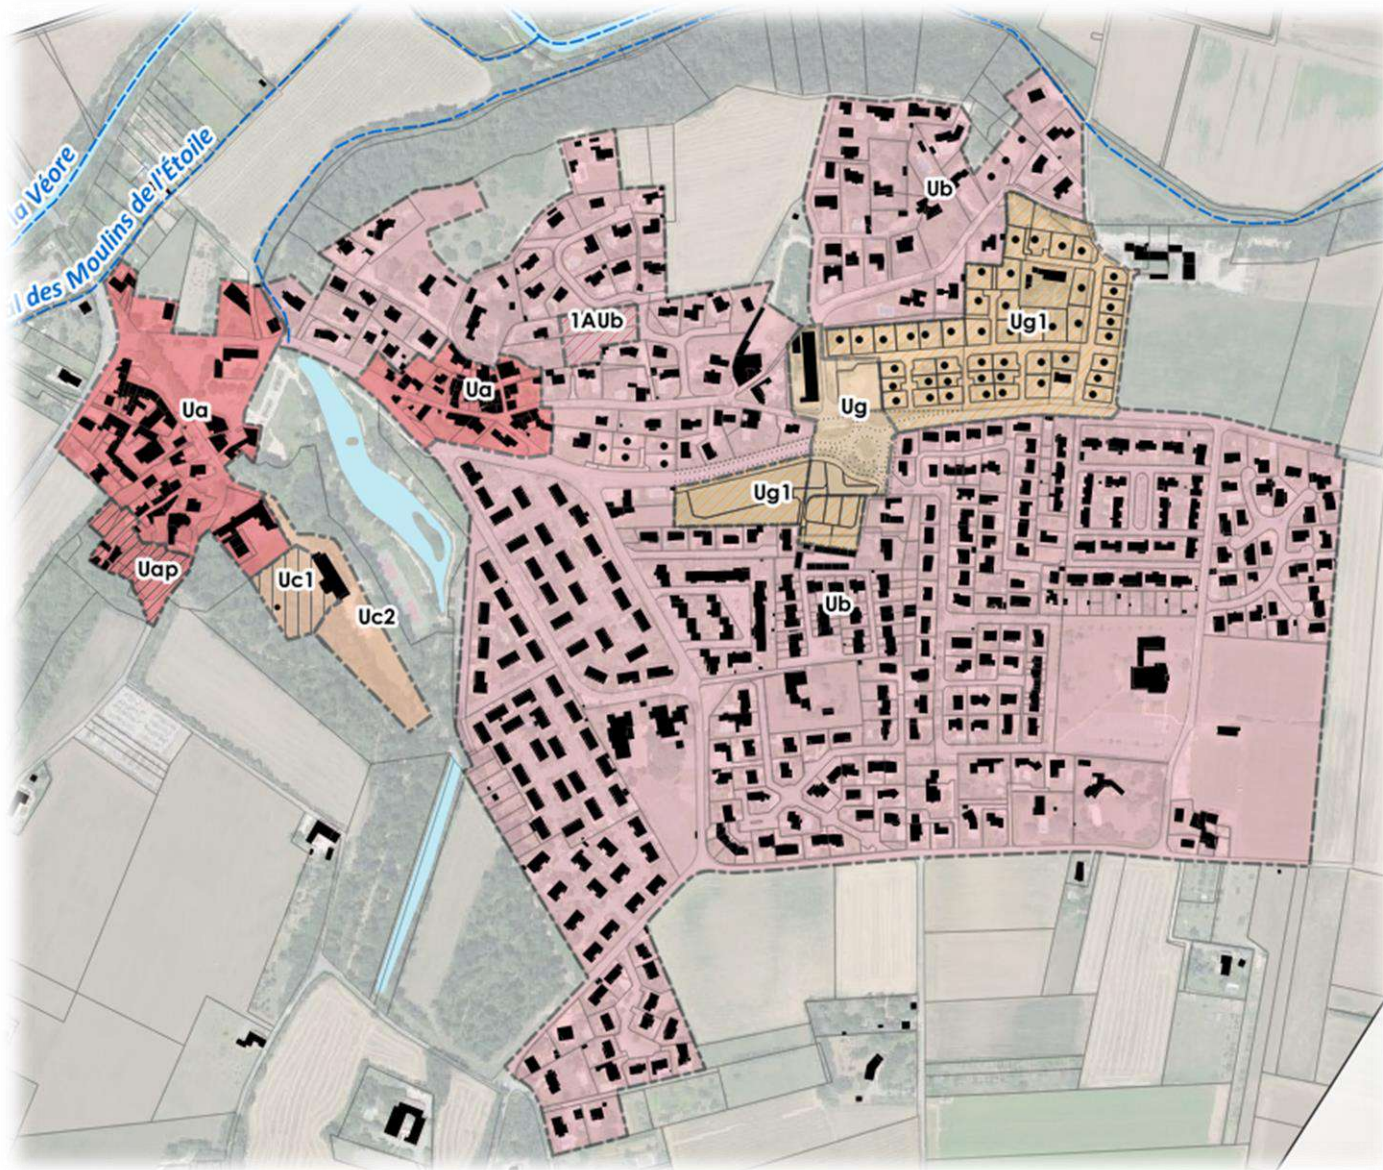 la Véore
al des Moulins de l'Étoile
Ub
Ug1
1AUb
Ua
Ua
Ug
Ug1
Uap
Uc1
Uc2
Ub